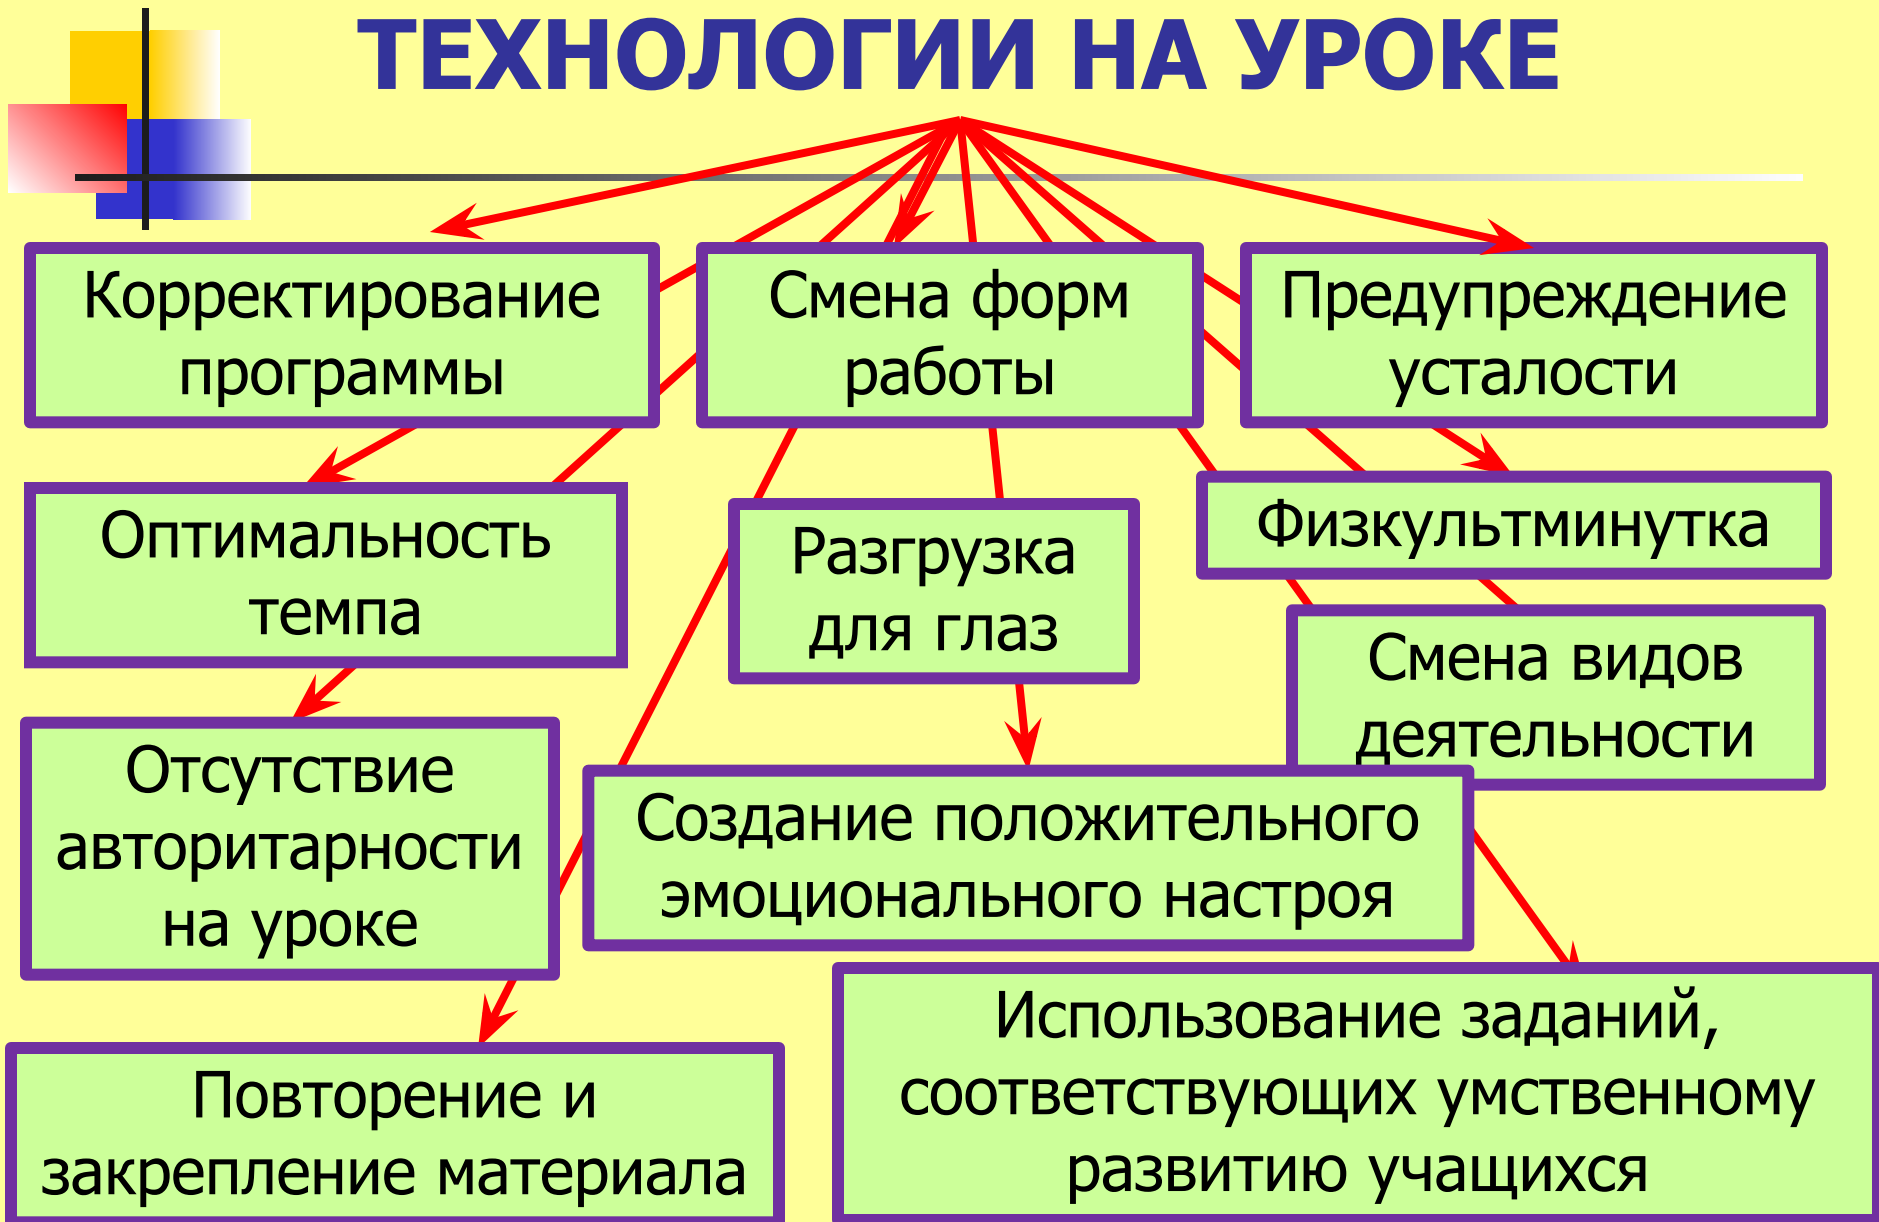 ТЕХНОЛОГИИ НА УРОКЕ
Корректирование
программы
Смена форм
работы
Предупреждение
усталости
Оптимальность
темпа
Разгрузка
для глаз
Физкультминутка
Смена видов
деятельности
Отсутствие
авторитарности
на уроке
Создание положительного
эмоционального настроя
Повторение и
закрепление материала
Использование заданий,
соответствующих умственному
развитию учащихся